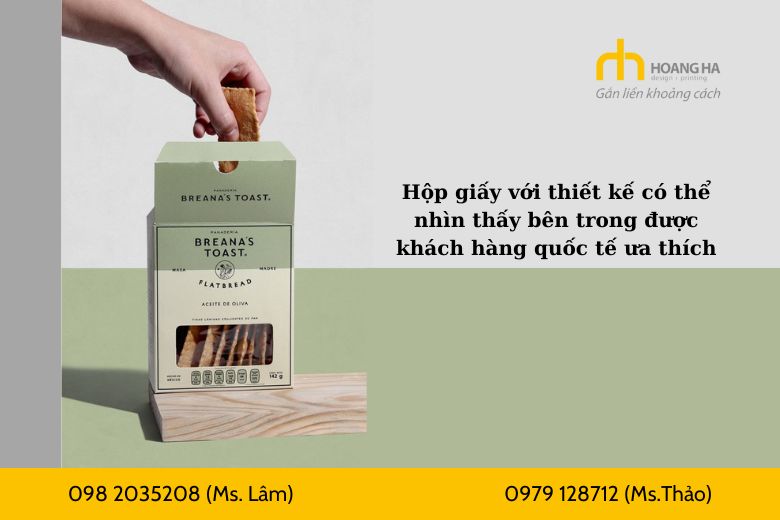 HOANG HA
design - printing
Gắn liền khoảng cách
PANADERIA
BREANA'S TOAST.
PANADERIA
BREANA'S
TOAST.
MASA MADRE
FLATBREAD
ACEITE DE OLIVA
142 g
Hộp giấy với thiết kế có thể
nhìn thấy bên trong được
khách hàng quốc tế ưa thích
098 2035208 (Ms. Lâm)
0979 128712 (Ms.Thảo)